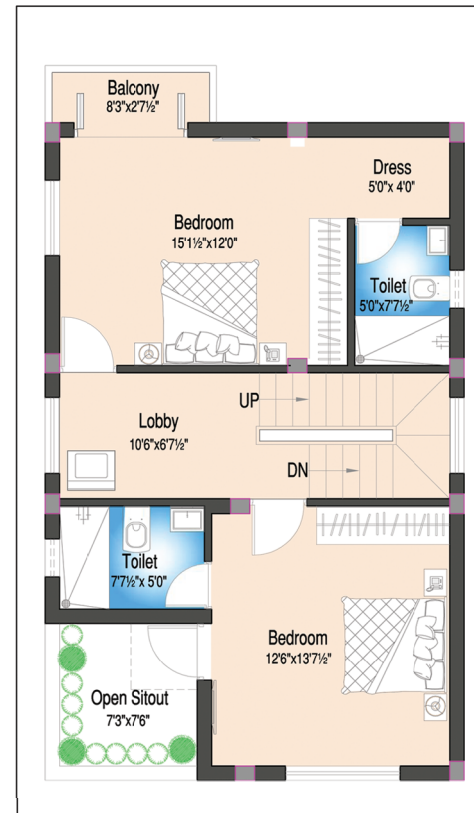 Balcony
8'3"x2'7½"
Dress
5'0"x 4'0"
Bedroom
15'1½"x12'0"
Toilet
5'0"x7'7½"
UP
Lobby
10'6"x6'7½"
DN
Toilet
7'7½"x 5'0"
Bedroom
12'6"x13'7½"
Open Sitout
7'3"x7'6"